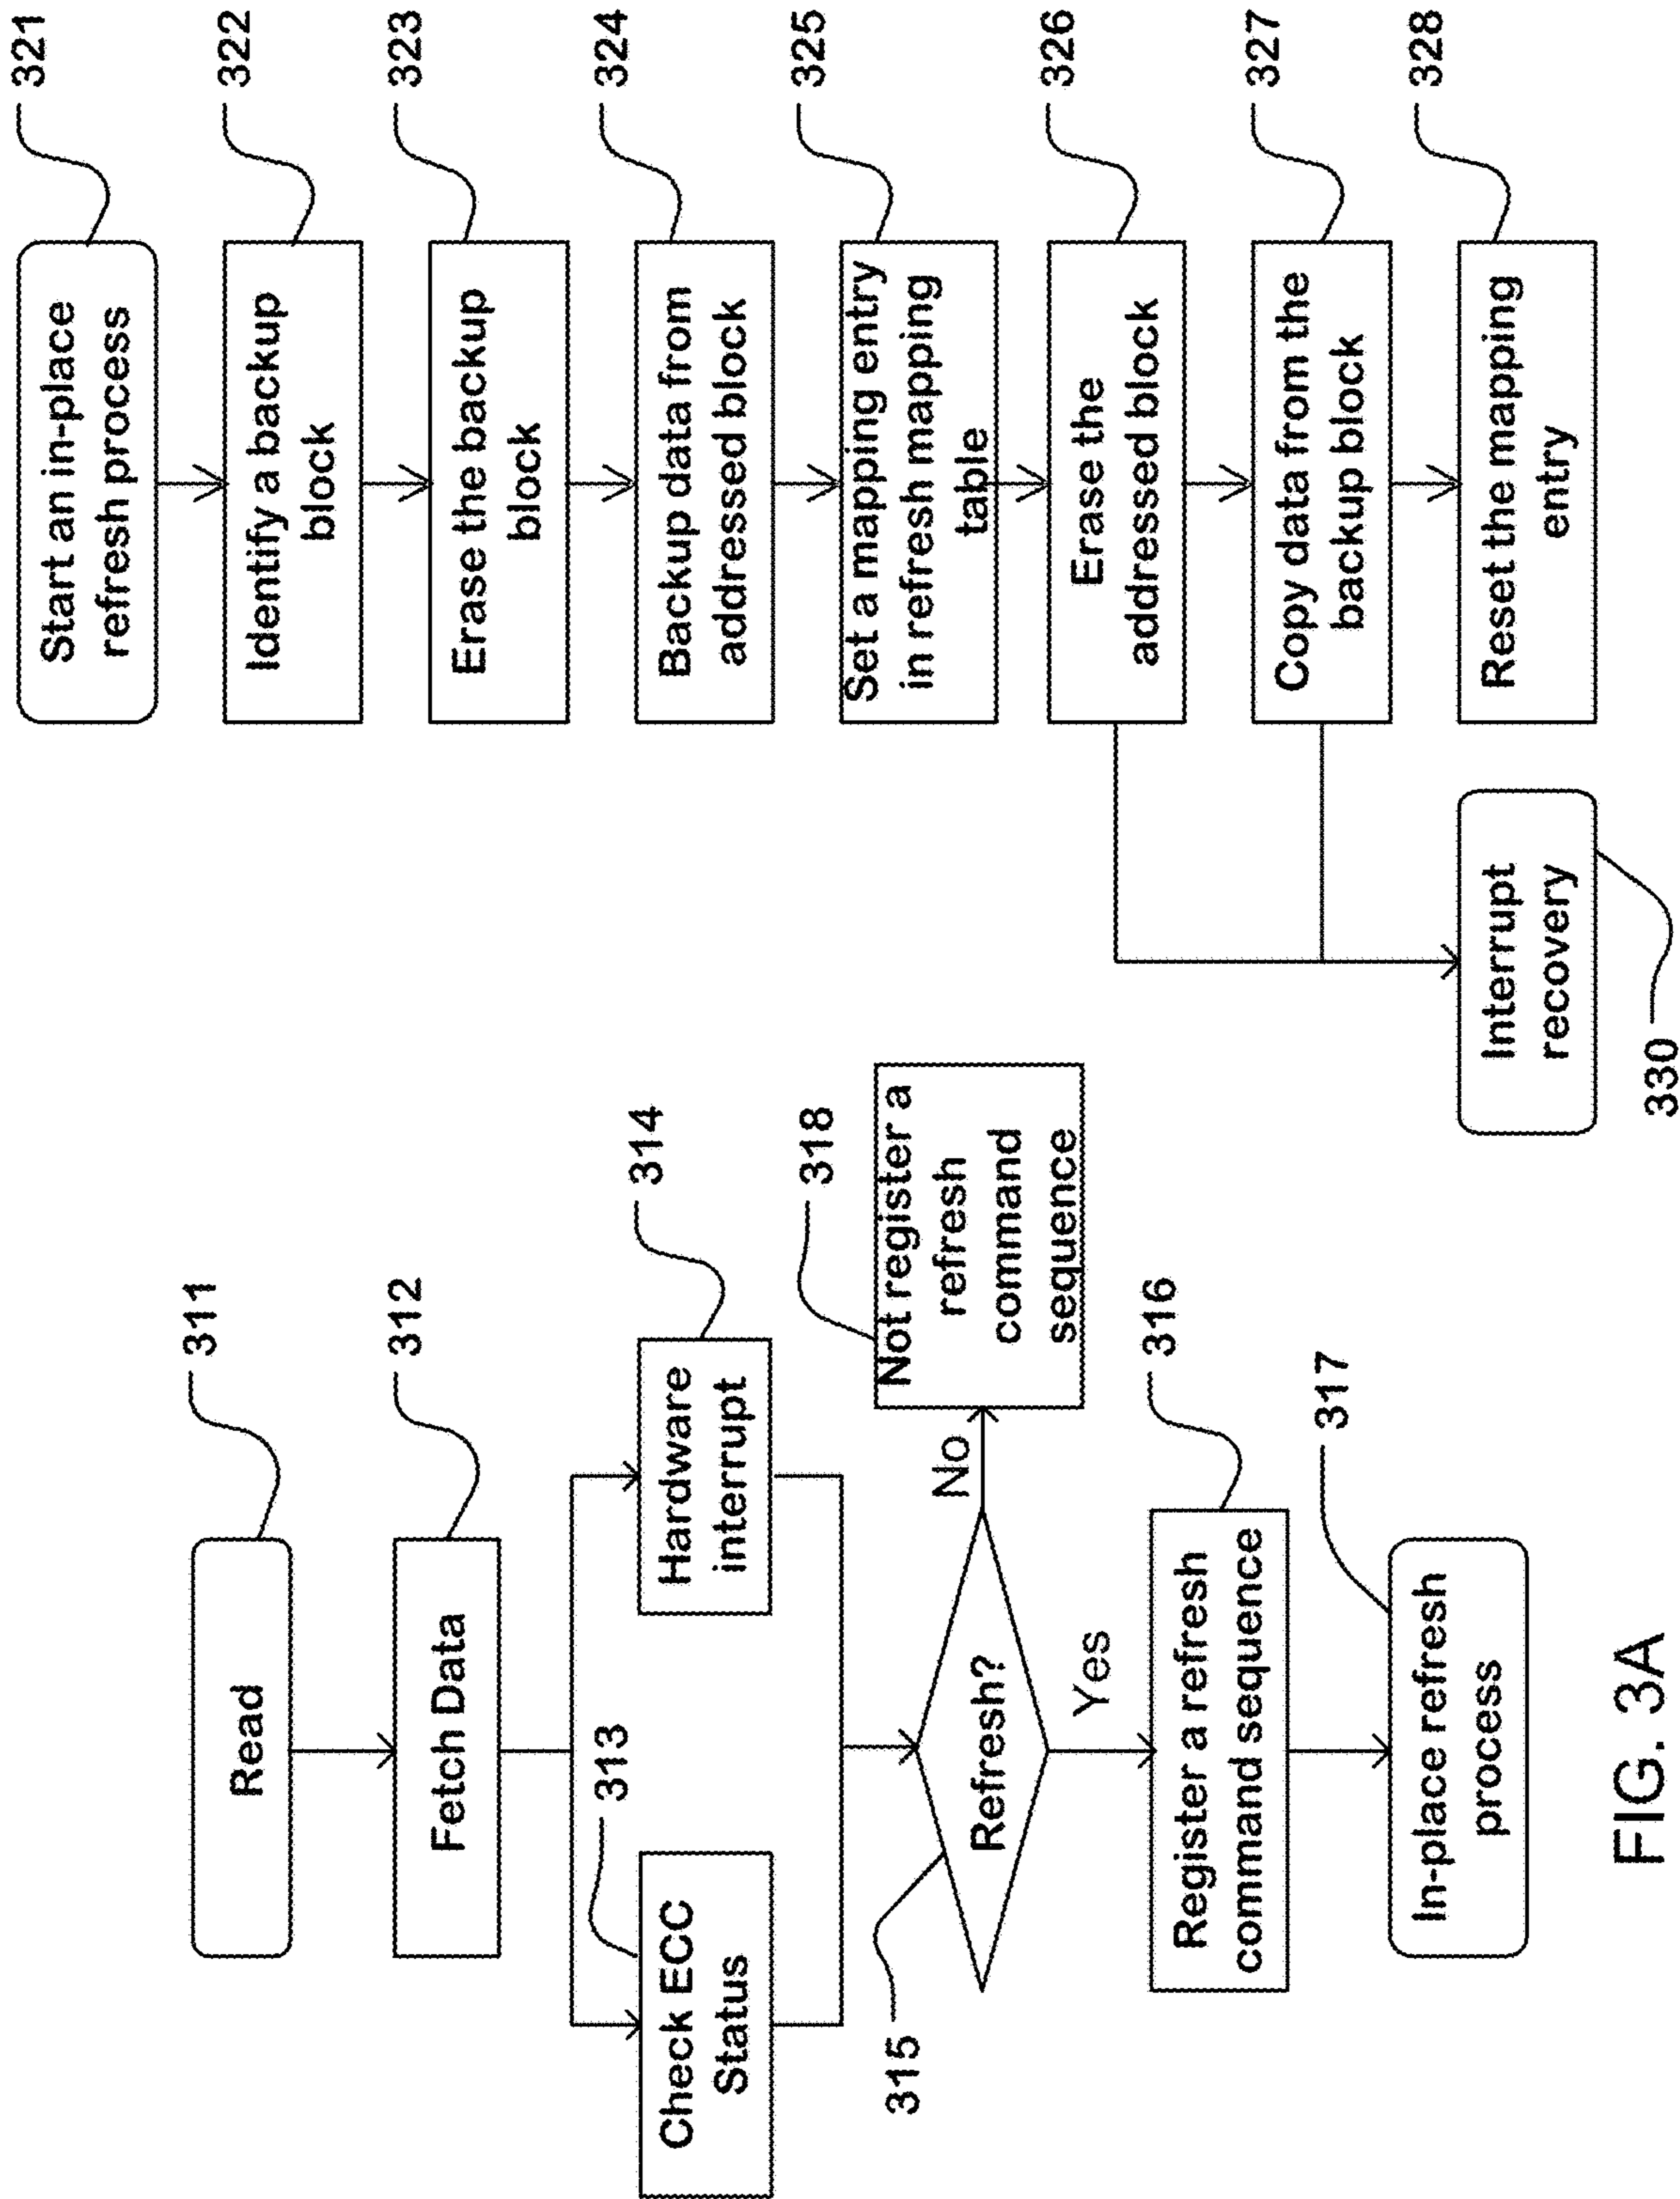 Read
311
Fetch Data
312
Check ECC
Status
313
Hardware
interrupt
314
Refresh?
315
No
Not register a
refresh
command
sequence
318
Yes
Register a refresh
command sequence
316
In-place refresh
process
317
Start an in-place
refresh process
321
Identify a backup
block
322
Erase the backup
block
323
Backup data from
addressed block
324
Set a mapping entry
in refresh mapping
table
325
Erase the
addressed block
326
Copy data from the
backup block
327
Reset the mapping
entry
328
Interrupt
recovery
330
FIG. 3A